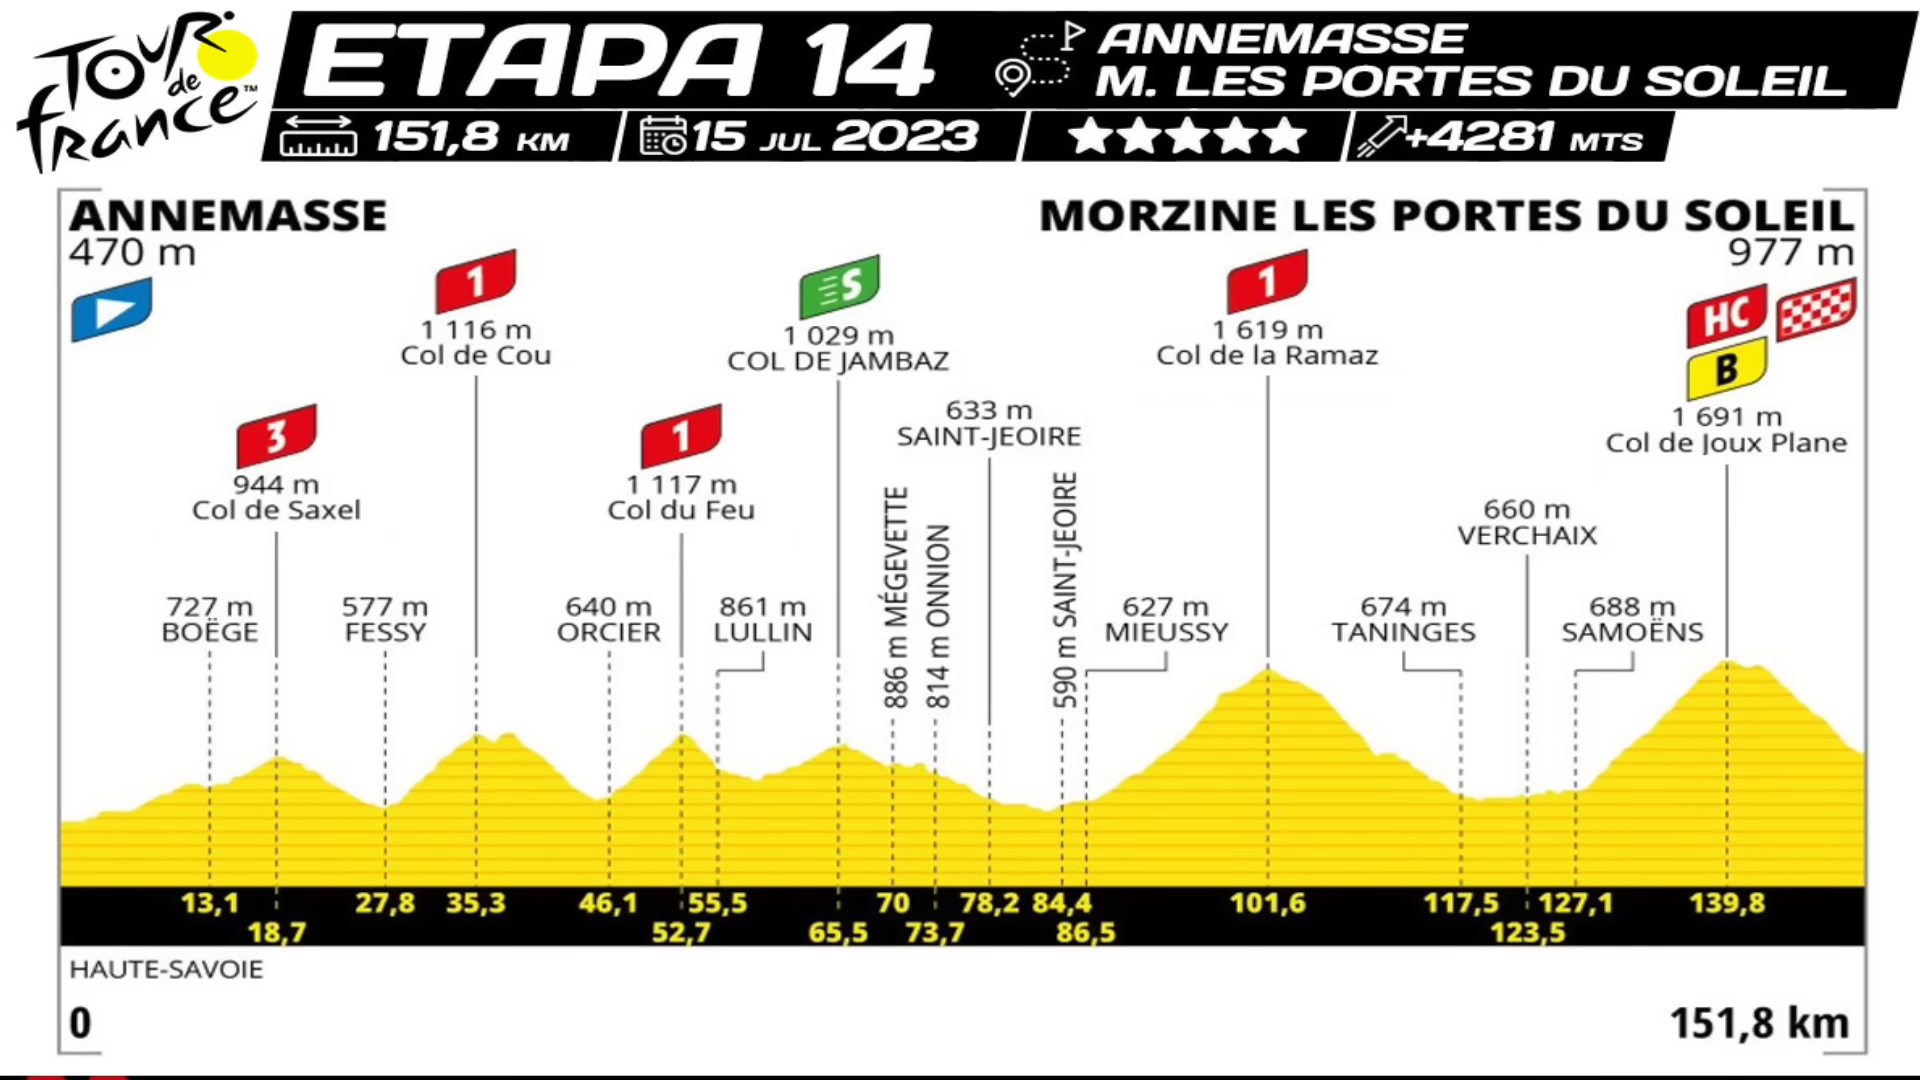 TOUR
de
france™
ETAPA 14
ANNEMASSE
M. LES PORTES DU SOLEIL
151,8 KM
15 JUL 2023
+4281 MTS
ANNEMASSE
470 m
MORZINE LES PORTES DU SOLEIL
977 m
1
1 116 m
Col de Cou
S
1 029 m
COL DE JAMBAZ
1
1 619 m
Col de la Ramaz
HC
B
1 691 m
Col de Joux Plane
3
944 m
Col de Saxel
1
1 117 m
Col du Feu
633 m
SAINT-JEOIRE
886 m MÉGEVETTE
814 m ONNION
590 m SAINT-JEOIRE
660 m
VERCHAIX
727 m
BOËGE
577 m
FESSY
640 m
ORCIER
861 m
LULLIN
627 m
MIEUSSY
674 m
TANINGES
688 m
SAMOËNS
13,1
27,8
35,3
46,1
55,5
70
78,2
84,4
101,6
117,5
127,1
139,8
18,7
52,7
65,5
73,7
86,5
123,5
HAUTE-SAVOIE
0
151,8 km